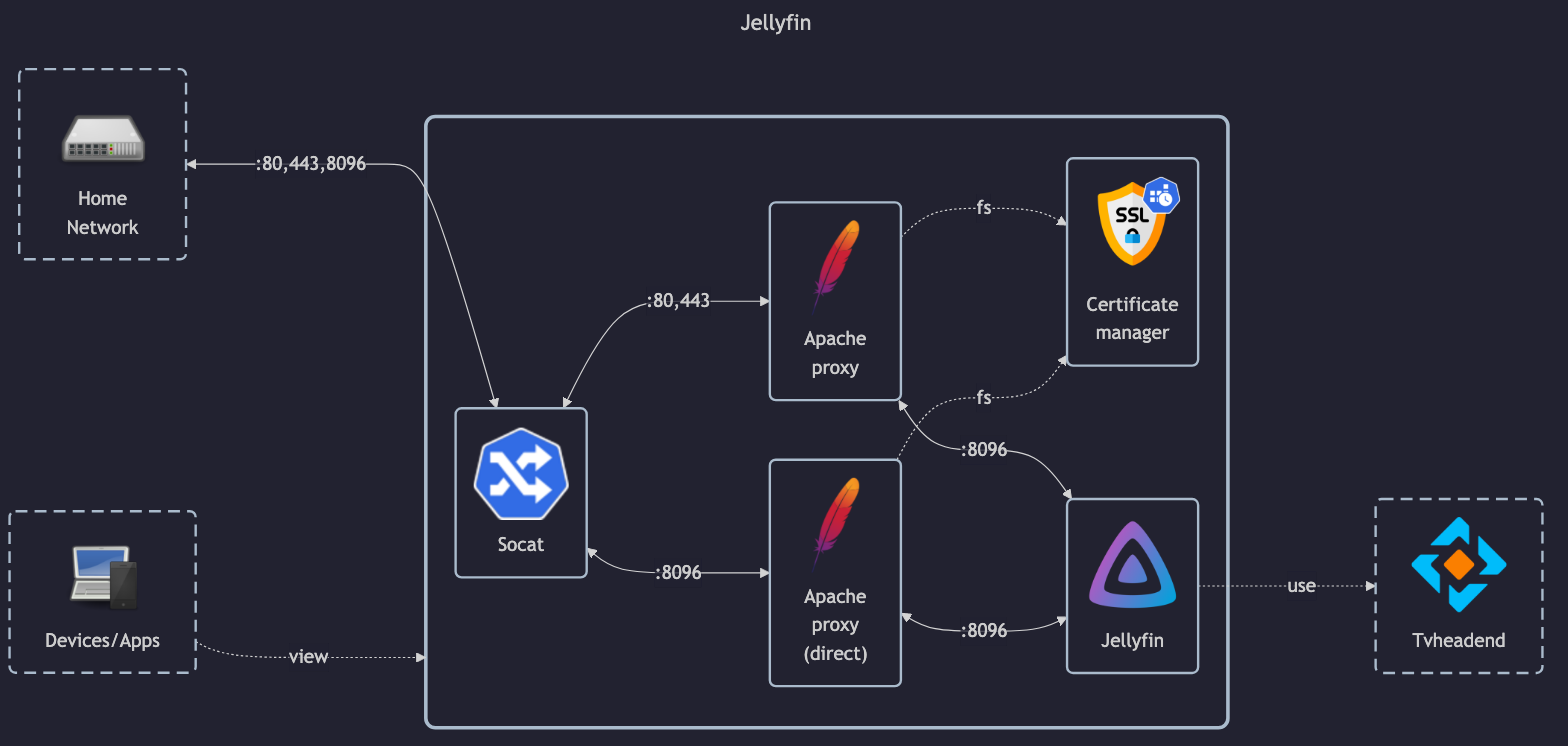 Jellyfin
Home
Network
:80,443,8096
Devices/Apps
view
Socat
:80,443
:8096
Apache
proxy
Apache
proxy
(direct)
fs
fs
:8096
:8096
SSL
Certificate
manager
Jellyfin
use
Tvheadend